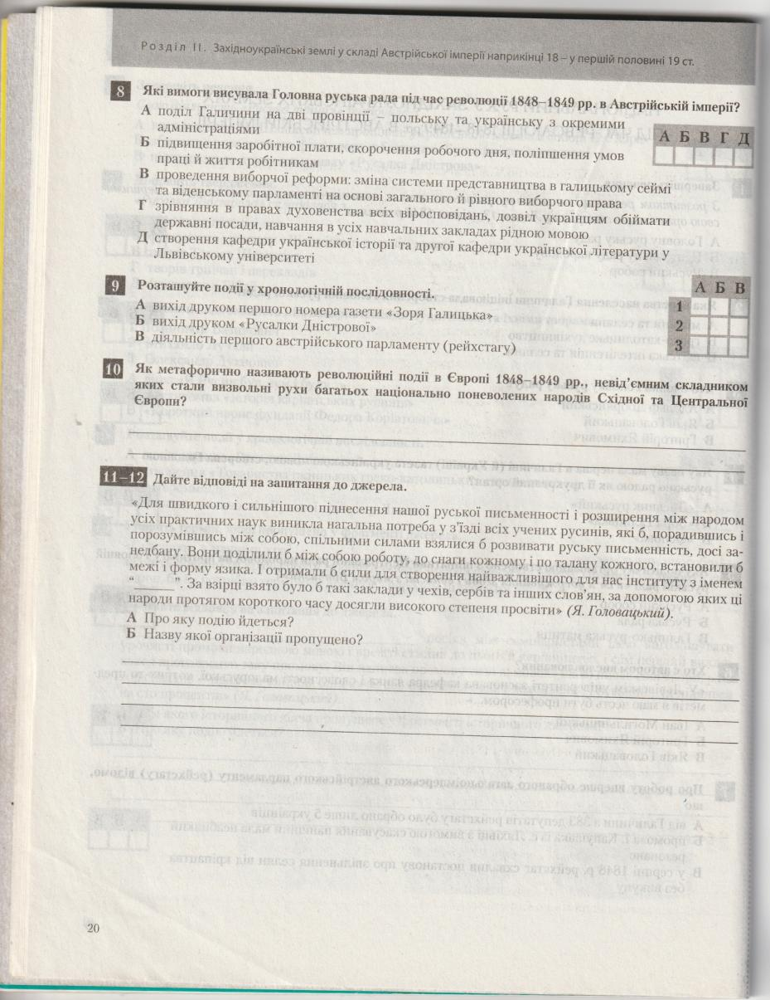 Розділ II. Західноукраїнські землі у складі Австрійської імперії наприкінці 18 – у першій половині 19 ст.
8 Які вимоги висувала Головна руська рада під час революції 1848–1849 рр. в Австрійській імперії?
А поділ Галичини на дві провінції – польську та українську з окремими
адміністраціями
Б підвищення заробітної плати, скорочення робочого дня, поліпшення умов
праці й життя робітникам
В проведення виборчої реформи: зміна системи представництва в галицькому сеймі
та віденському парламенті на основі загального й рівного виборчого права
Г зрівняння в правах духовенства всіх віросповідань, дозвіл українцям обіймати
державні посади, навчання в усіх навчальних закладах рідною мовою
Д створення кафедри української історії та другої кафедри української літератури у
Львівському університеті
А Б В Г Д
9 Розташуйте події у хронологічній послідовності.
А вихід друком першого номера газети «Зоря Галицька»
Б вихід друком «Русалки Дністрової»
В діяльність першого австрійського парламенту (рейхстагу)
А Б В
1
2
3
10 Як метафорично називають революційні події в Європі 1848–1849 рр., невід’ємним складником
яких стали визвольні рухи багатьох національно поневолених народів Східної та Центральної
Європи?
11–12 Дайте відповіді на запитання до джерела.
«Для швидкого і сильнішого піднесення нашої руської письменності і розширення між народом
усіх практичних наук виникла нагальна потреба у з’їзді всіх учених русинів, які б, порадившись і
порозумівшись між собою, спільними силами взялися б розвивати руську письменність, досі за-
недбану. Вони поділили б між собою роботу, до снаги кожному і по талану кожного, встановили б
межі і форму язика. І отримали б сили для створення найважливішого для нас інституту з іменем
“______”. За взірці взято було б такі заклади у чехів, сербів та інших слов’ян, за допомогою яких ці
народи протягом короткого часу досягли високого степеня просвіти» (Я. Головацький).
А Про яку подію йдеться?
Б Назву якої організації пропущено?
20